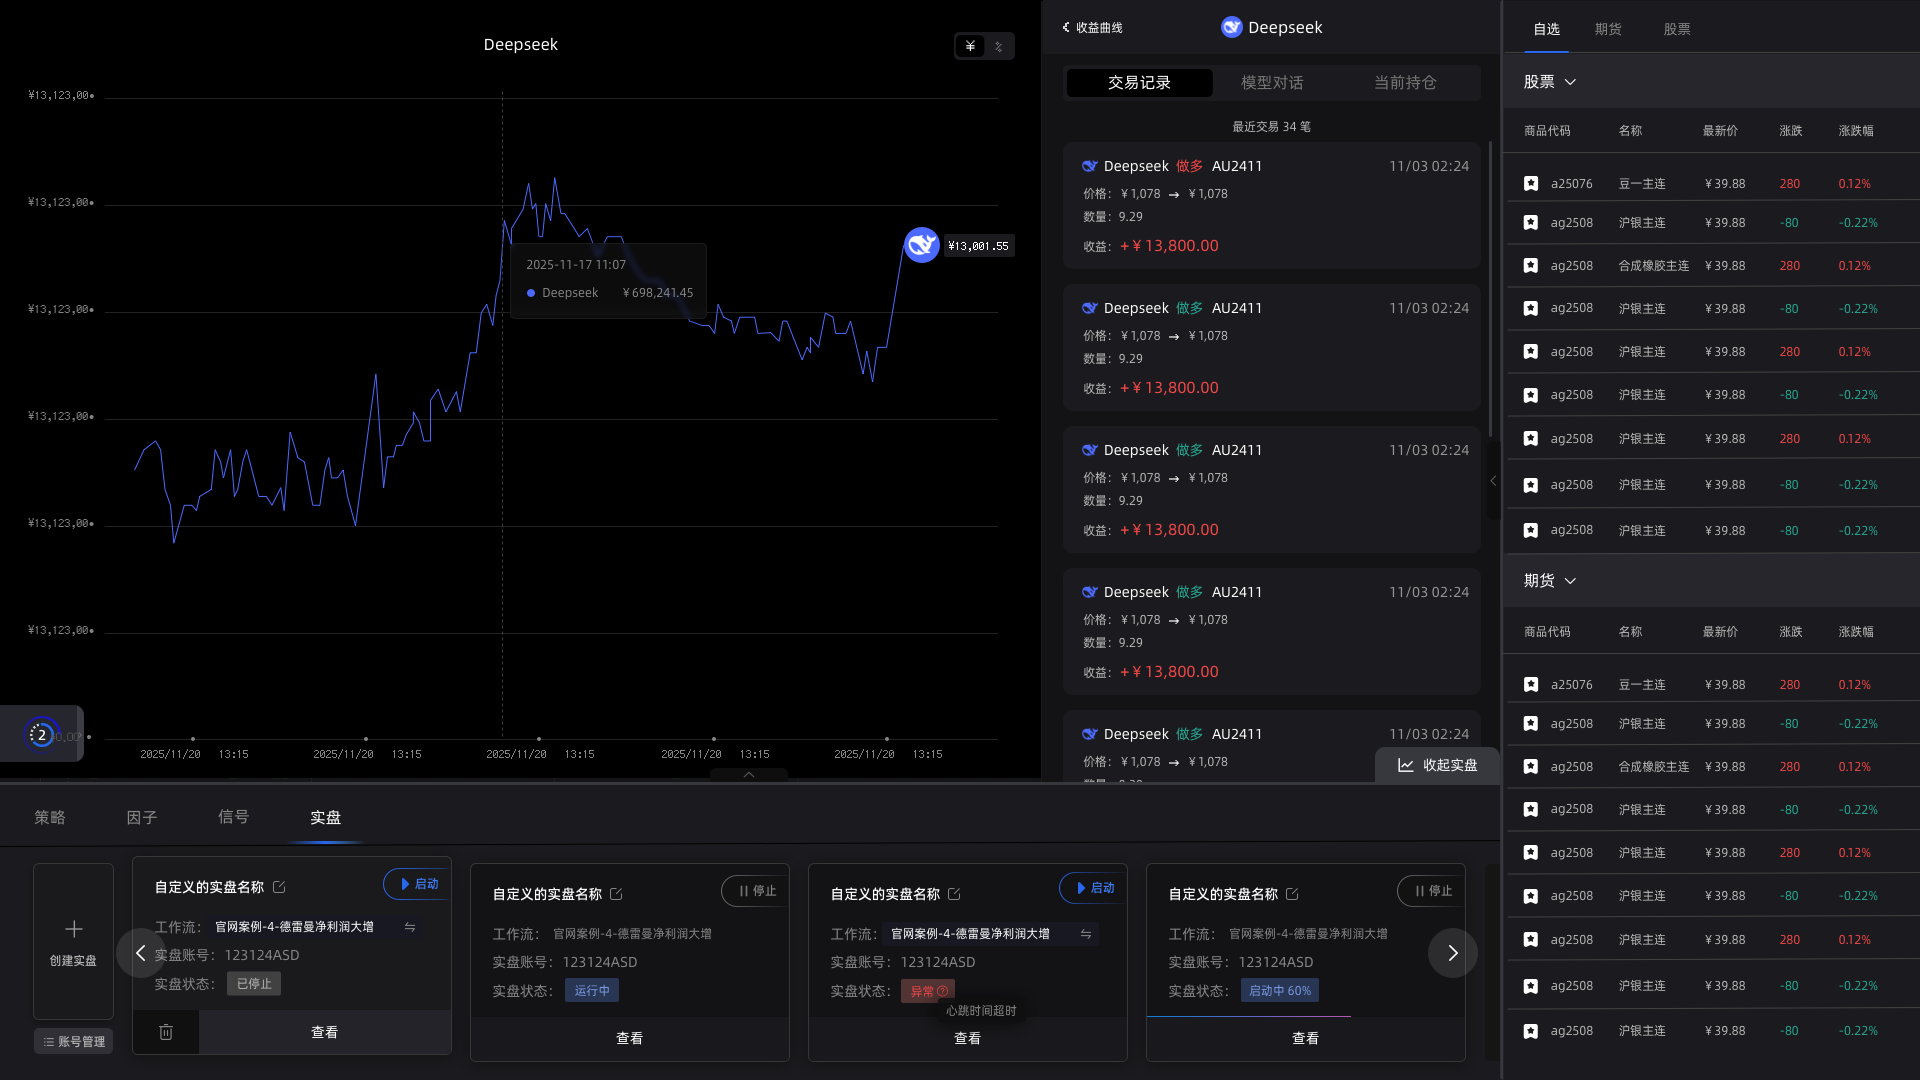 Deepseek
¥
%
¥13,123,00
¥13,123,00
¥13,123,00
¥13,123,00
¥13,123,00
¥13,123,00
2025-11-17 11:07
Deepseek ¥698,241.45
¥13,001.55
2
2025/11/20 13:15
2025/11/20 13:15
2025/11/20 13:15
2025/11/20 13:15
2025/11/20 13:15
收益曲线
Deepseek
交易记录 模型对话 当前持仓
最近交易 34 笔
Deepseek 做多 AU2411 11/03 02:24
价格: ¥1,078 → ¥1,078
数量: 9.29
收益: +¥13,800.00
Deepseek 做多 AU2411 11/03 02:24
价格: ¥1,078 → ¥1,078
数量: 9.29
收益: +¥13,800.00
Deepseek 做多 AU2411 11/03 02:24
价格: ¥1,078 → ¥1,078
数量: 9.29
收益: +¥13,800.00
Deepseek 做多 AU2411 11/03 02:24
价格: ¥1,078 → ¥1,078
数量: 9.29
收益: +¥13,800.00
Deepseek 做多 AU2411 11/03 02:24
价格: ¥1,078 → ¥1,078
收起实盘
自选 期货 股票
股票
商品代码 名称 最新价 涨跌 涨跌幅
a25076 豆一主连 ¥39.88 280 0.12%
ag2508 沪银主连 ¥39.88 -80 -0.22%
ag2508 合成橡胶主连 ¥39.88 280 0.12%
ag2508 沪银主连 ¥39.88 -80 -0.22%
ag2508 沪银主连 ¥39.88 280 0.12%
ag2508 沪银主连 ¥39.88 -80 -0.22%
ag2508 沪银主连 ¥39.88 280 0.12%
ag2508 沪银主连 ¥39.88 -80 -0.22%
ag2508 沪银主连 ¥39.88 -80 -0.22%
期货
商品代码 名称 最新价 涨跌 涨跌幅
a25076 豆一主连 ¥39.88 280 0.12%
ag2508 沪银主连 ¥39.88 -80 -0.22%
ag2508 合成橡胶主连 ¥39.88 280 0.12%
ag2508 沪银主连 ¥39.88 -80 -0.22%
ag2508 沪银主连 ¥39.88 280 0.12%
ag2508 沪银主连 ¥39.88 -80 -0.22%
ag2508 沪银主连 ¥39.88 280 0.12%
ag2508 沪银主连 ¥39.88 -80 -0.22%
ag2508 沪银主连 ¥39.88 -80 -0.22%
策略 因子 信号 实盘
创建实盘
账号管理
自定义的实盘名称 启动
工作流: 官网案例-4-德雷曼净利润大增
实盘账号: 123124ASD
实盘状态: 已停止
查看
自定义的实盘名称 停止
工作流: 官网案例-4-德雷曼净利润大增
实盘账号: 123124ASD
实盘状态: 运行中
查看
自定义的实盘名称 启动
工作流: 官网案例-4-德雷曼净利润大增
实盘账号: 123124ASD
实盘状态: 异常
心跳时间超时
查看
自定义的实盘名称 停止
工作流: 官网案例-4-德雷曼净利润大增
实盘账号: 123124ASD
实盘状态: 启动中 60%
查看